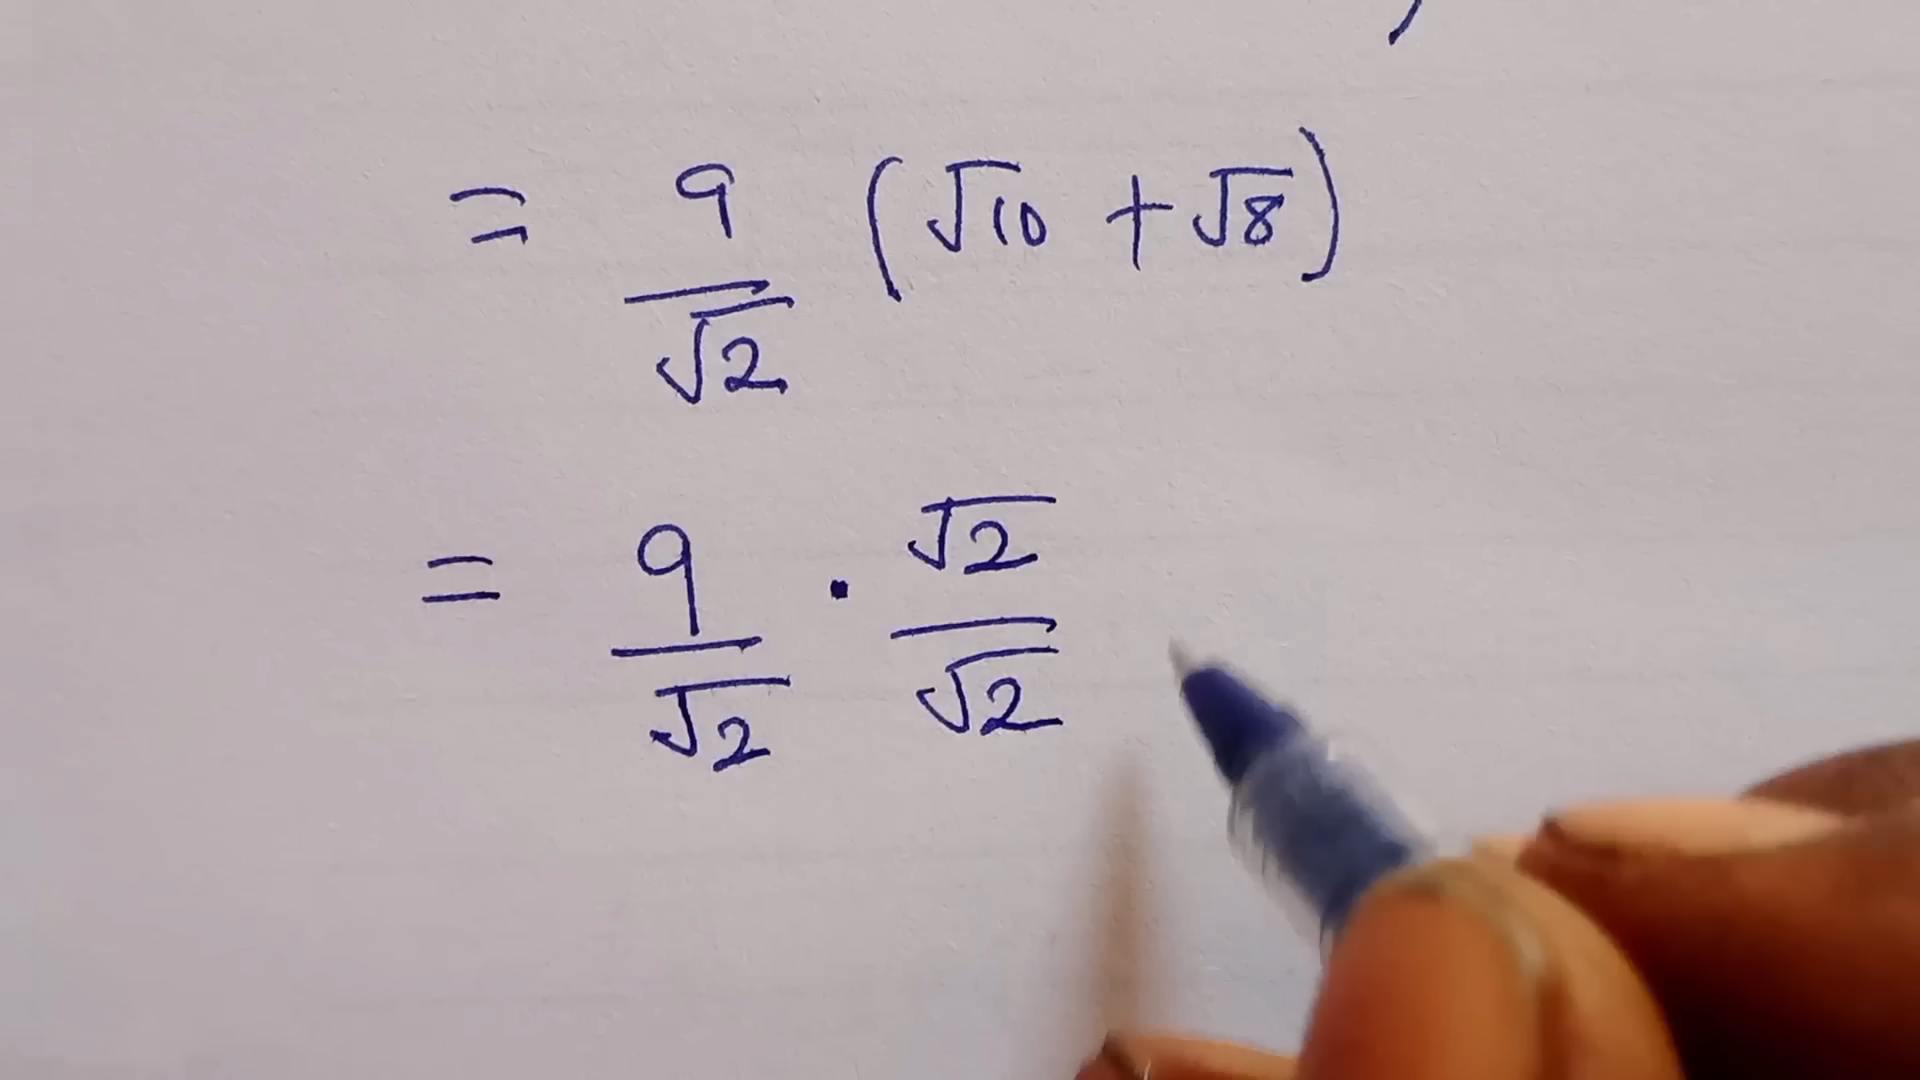 = 9/√2 (√10 + √8)
= 9/√2 · √2/√2